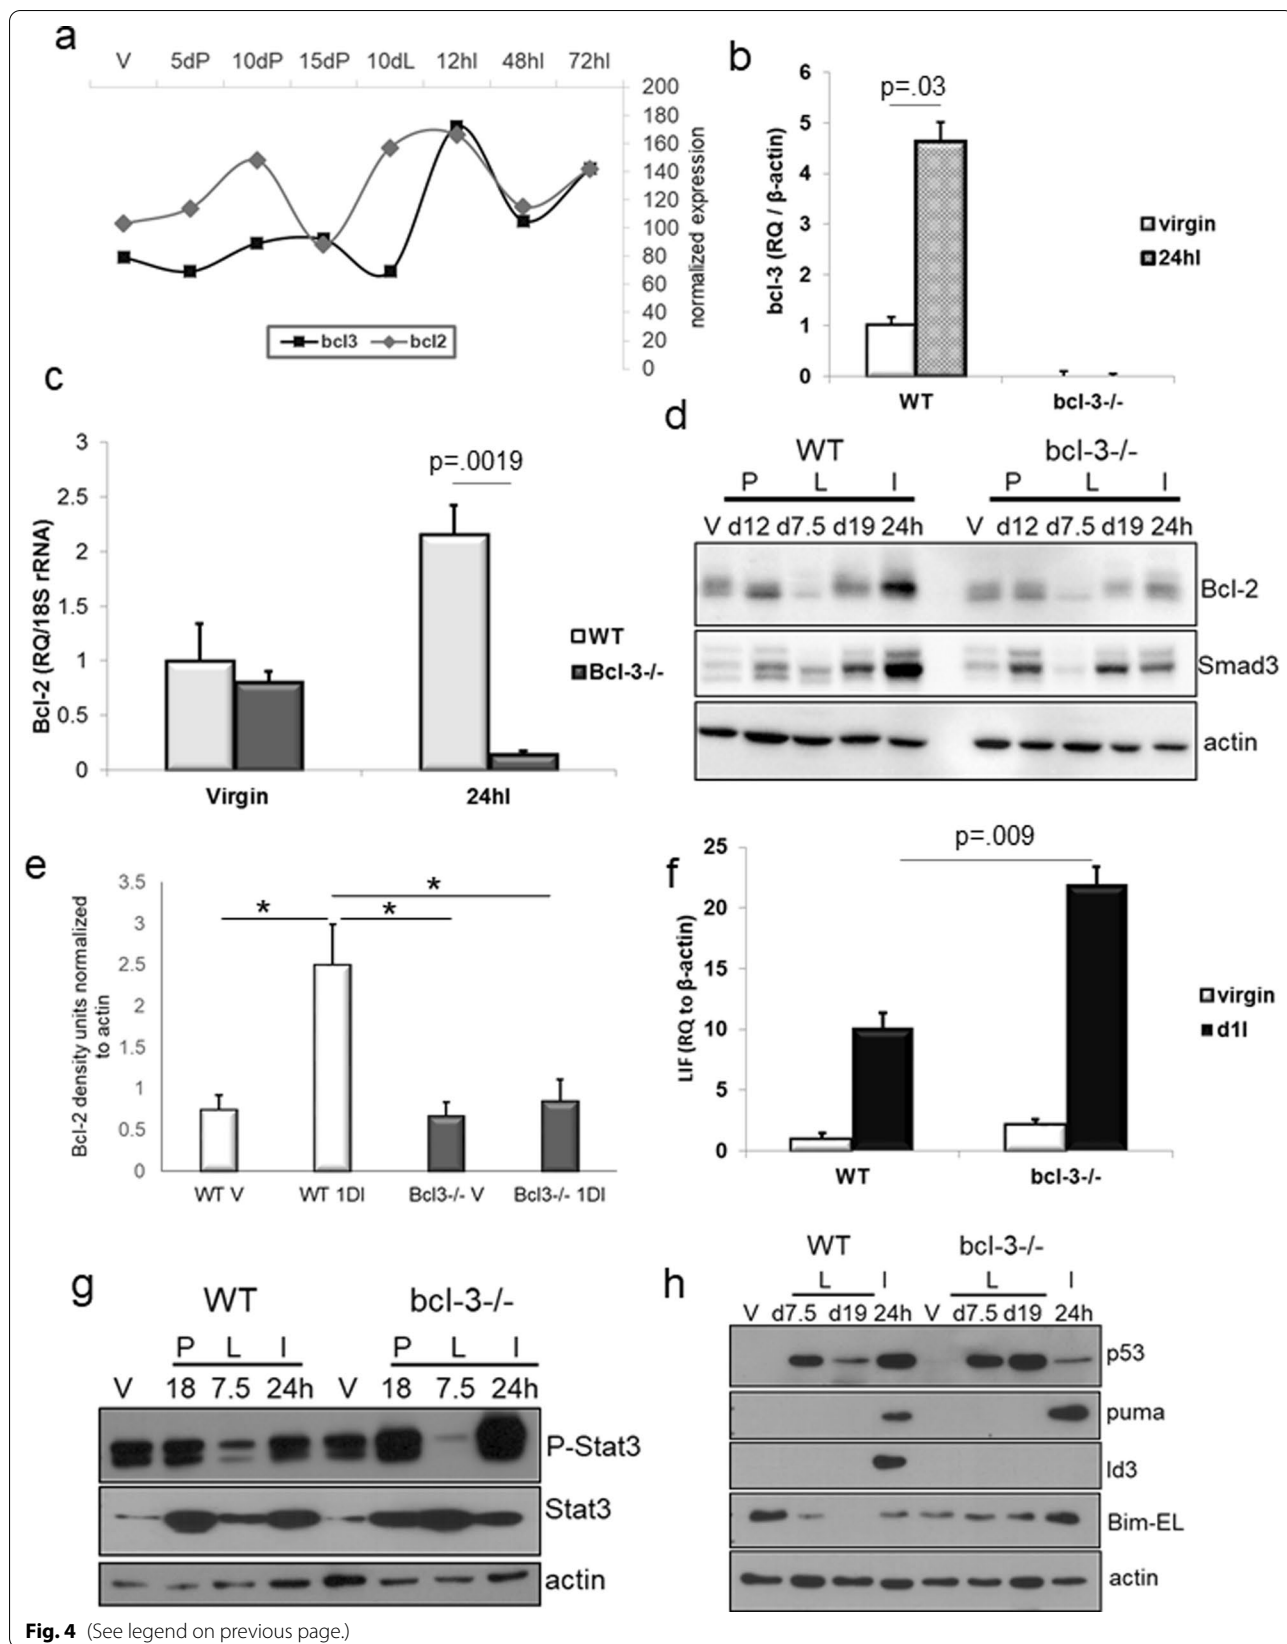 a
V 5dP 10dP 15dP 10dL 12hI 48hI 72hI
200
180
160
140
120
100
80
60
40
20
0
normalized expression
bcl3 bcl2
b
p=.03
6
5
4
3
2
1
0
bcl-3 (RQ / β-actin)
virgin
24hI
WT bcl-3-/-
c
p=.0019
3
2.5
2
1.5
1
0.5
0
Bcl-2 (RQ/18S rRNA)
WT
Bcl-3-/-
Virgin 24hI
d
WT bcl-3-/-
P L I P L I
V d12 d7.5 d19 24h V d12 d7.5 d19 24h
Bcl-2
Smad3
actin
e
3.5
3
2.5
2
1.5
1
0.5
0
Bcl-2 density units normalized
to actin
* * *
WT V WT 1DI Bcl3-/- V Bcl3-/- 1DI
f
p=.009
25
20
15
10
5
0
LIF (RQ to β-actin)
virgin
d1I
WT bcl-3-/-
g
WT bcl-3-/-
P L I P L I
V 18 7.5 24h V 18 7.5 24h
P-Stat3
Stat3
actin
h
WT bcl-3-/-
L I L I
V d7.5 d19 24h V d7.5 d19 24h
p53
puma
Id3
Bim-EL
actin
Fig. 4 (See legend on previous page.)